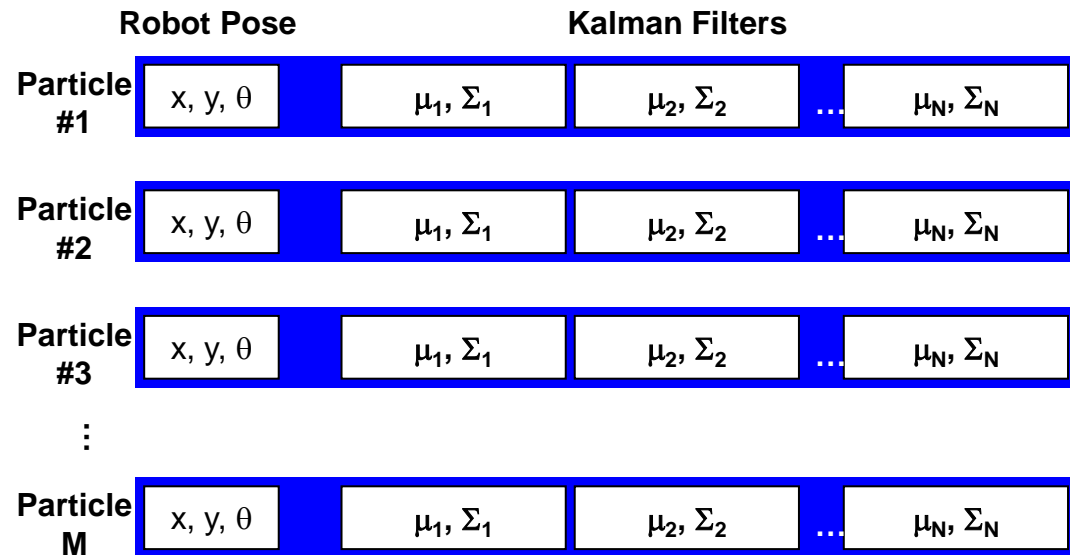 Robot Pose Kalman Filters
Particle #1
x, y, θ μ₁, Σ₁ μ₂, Σ₂ ... μN, ΣN
Particle #2
x, y, θ μ₁, Σ₁ μ₂, Σ₂ ... μN, ΣN
Particle #3
x, y, θ μ₁, Σ₁ μ₂, Σ₂ ... μN, ΣN
⋮
Particle M
x, y, θ μ₁, Σ₁ μ₂, Σ₂ ... μN, ΣN